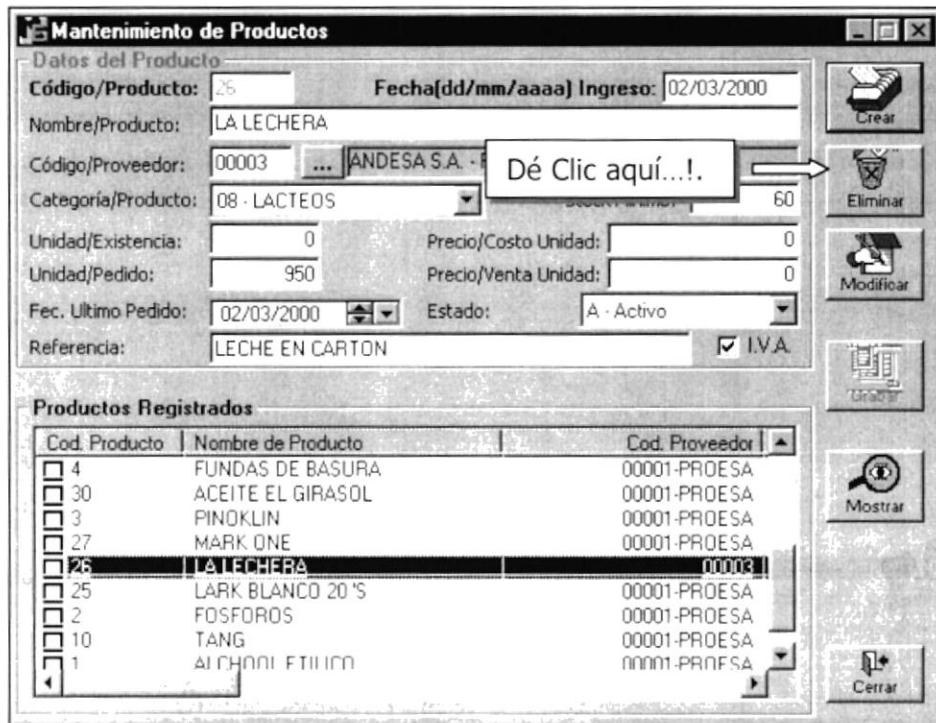 Mantenimiento de Productos
Datos del Producto
Código/Producto: 26 Fecha(dd/mm/aaaa) Ingreso: 02/03/2000
Nombre/Producto: LA LECHERA
Código/Proveedor: 00003 ... ANDESA S.A. -
Dé Clic aquí...!.
Categoría/Producto: 08 - LACTEOS 60
Unidad/Existencia: 0 Precio/Costo Unidad: 0
Unidad/Pedido: 950 Precio/Venta Unidad: 0
Fec. Ultimo Pedido: 02/03/2000 Estado: A - Activo
Referencia: LECHE EN CARTON I.V.A.
Crear
Eliminar
Modificar
Grabar
Mostrar
Cerrar
Productos Registrados
Cod. Producto Nombre de Producto Cod. Proveedor
4 FUNDAS DE BASURA 00001-PROESA
30 ACEITE EL GIRASOL 00001-PROESA
3 PINOKLIN 00001-PROESA
27 MARK ONE 00001-PROESA
26 LA LECHERA 00003
25 LARK BLANCO 20 'S 00001-PROESA
2 FOSFOROS 00001-PROESA
10 TANG 00001-PROESA
1 ALCHOOL ETILICO 00001-PROESA